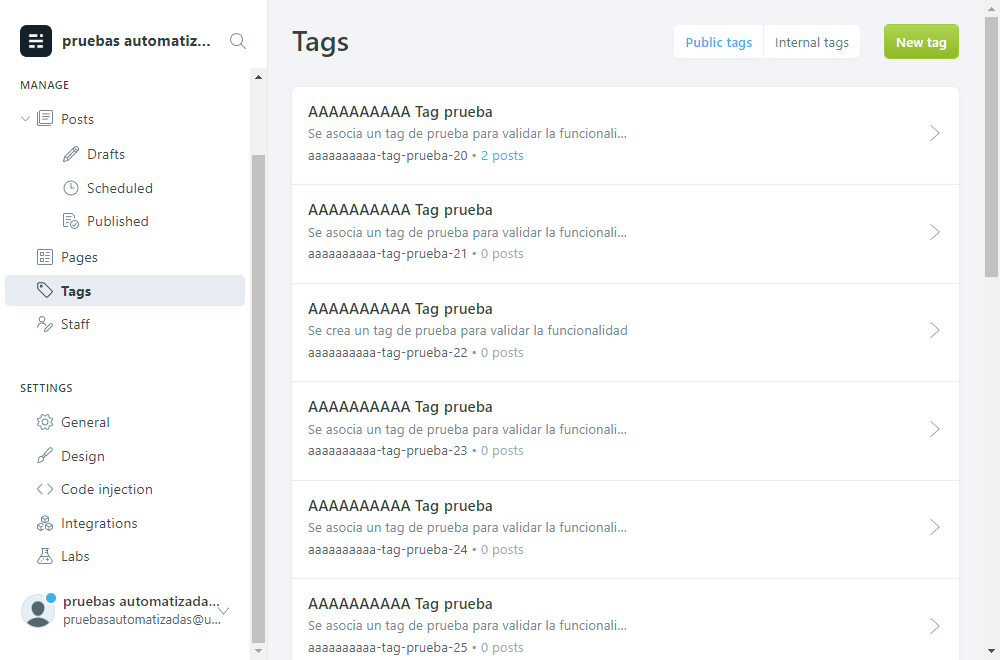 pruebas automatiz...
MANAGE
Posts
Drafts
Scheduled
Published
Pages
Tags
Staff
SETTINGS
General
Design
Code injection
Integrations
Labs
pruebas automatizada...
pruebasautomatizadas@u...
Tags
Public tags
Internal tags
New tag
AAAAAAAAAA Tag prueba
Se asocia un tag de prueba para validar la funcionali...
aaaaaaaaaa-tag-prueba-20 • 2 posts
AAAAAAAAAA Tag prueba
Se asocia un tag de prueba para validar la funcionali...
aaaaaaaaaa-tag-prueba-21 • 0 posts
AAAAAAAAAA Tag prueba
Se crea un tag de prueba para validar la funcionalidad
aaaaaaaaaa-tag-prueba-22 • 0 posts
AAAAAAAAAA Tag prueba
Se asocia un tag de prueba para validar la funcionali...
aaaaaaaaaa-tag-prueba-23 • 0 posts
AAAAAAAAAA Tag prueba
Se asocia un tag de prueba para validar la funcionali...
aaaaaaaaaa-tag-prueba-24 • 0 posts
AAAAAAAAAA Tag prueba
Se asocia un tag de prueba para validar la funcionali...
aaaaaaaaaa-tag-prueba-25 • 0 posts